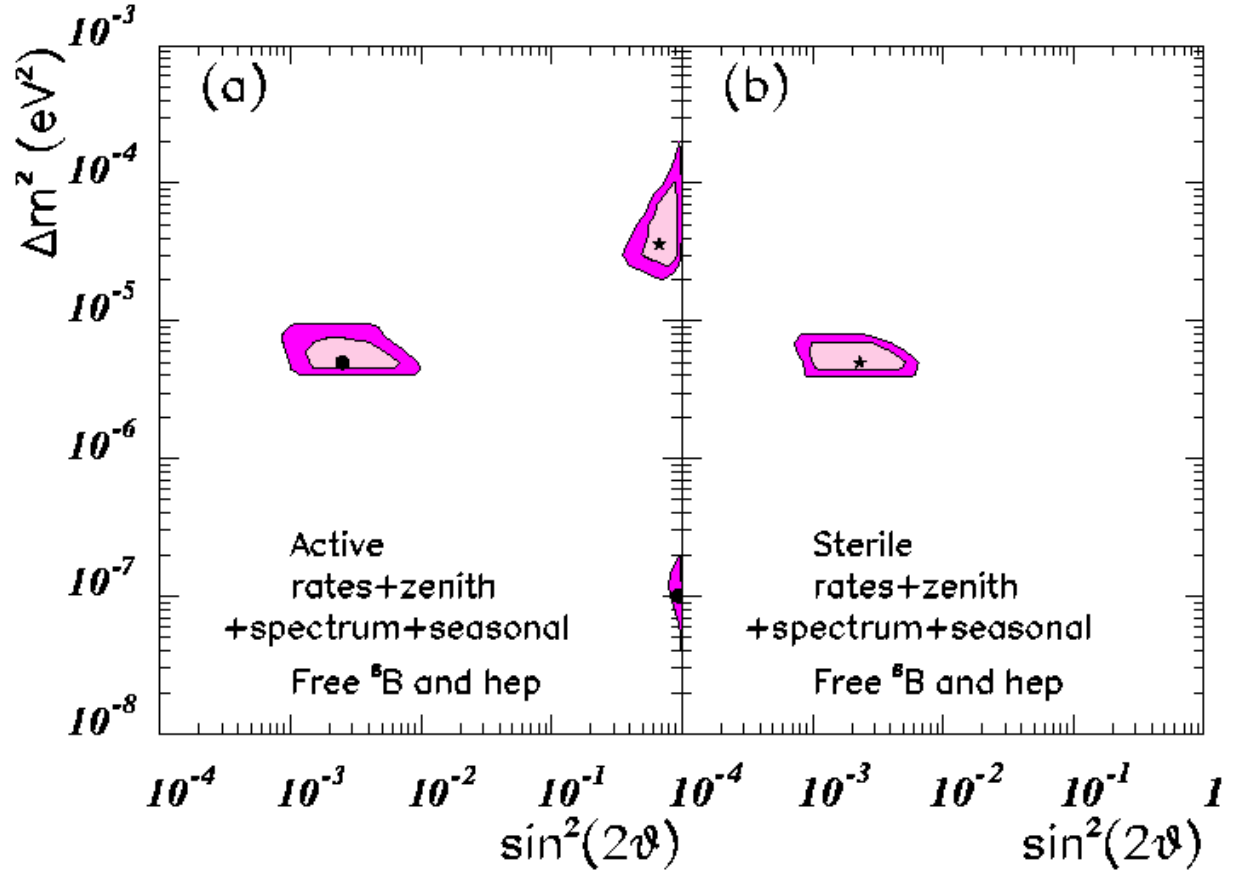 10⁻³
(a)
(b)
Δm² (eV²)
10⁻⁴
10⁻⁵
10⁻⁶
10⁻⁷
10⁻⁸
Active
rates+zenith
+spectrum+seasonal
Free ⁸B and hep
Sterile
rates+zenith
+spectrum+seasonal
Free ⁸B and hep
10⁻⁴ 10⁻³ 10⁻² 10⁻¹ 10⁻⁴ 10⁻³ 10⁻² 10⁻¹ 1
sin²(2ϑ)
sin²(2ϑ)